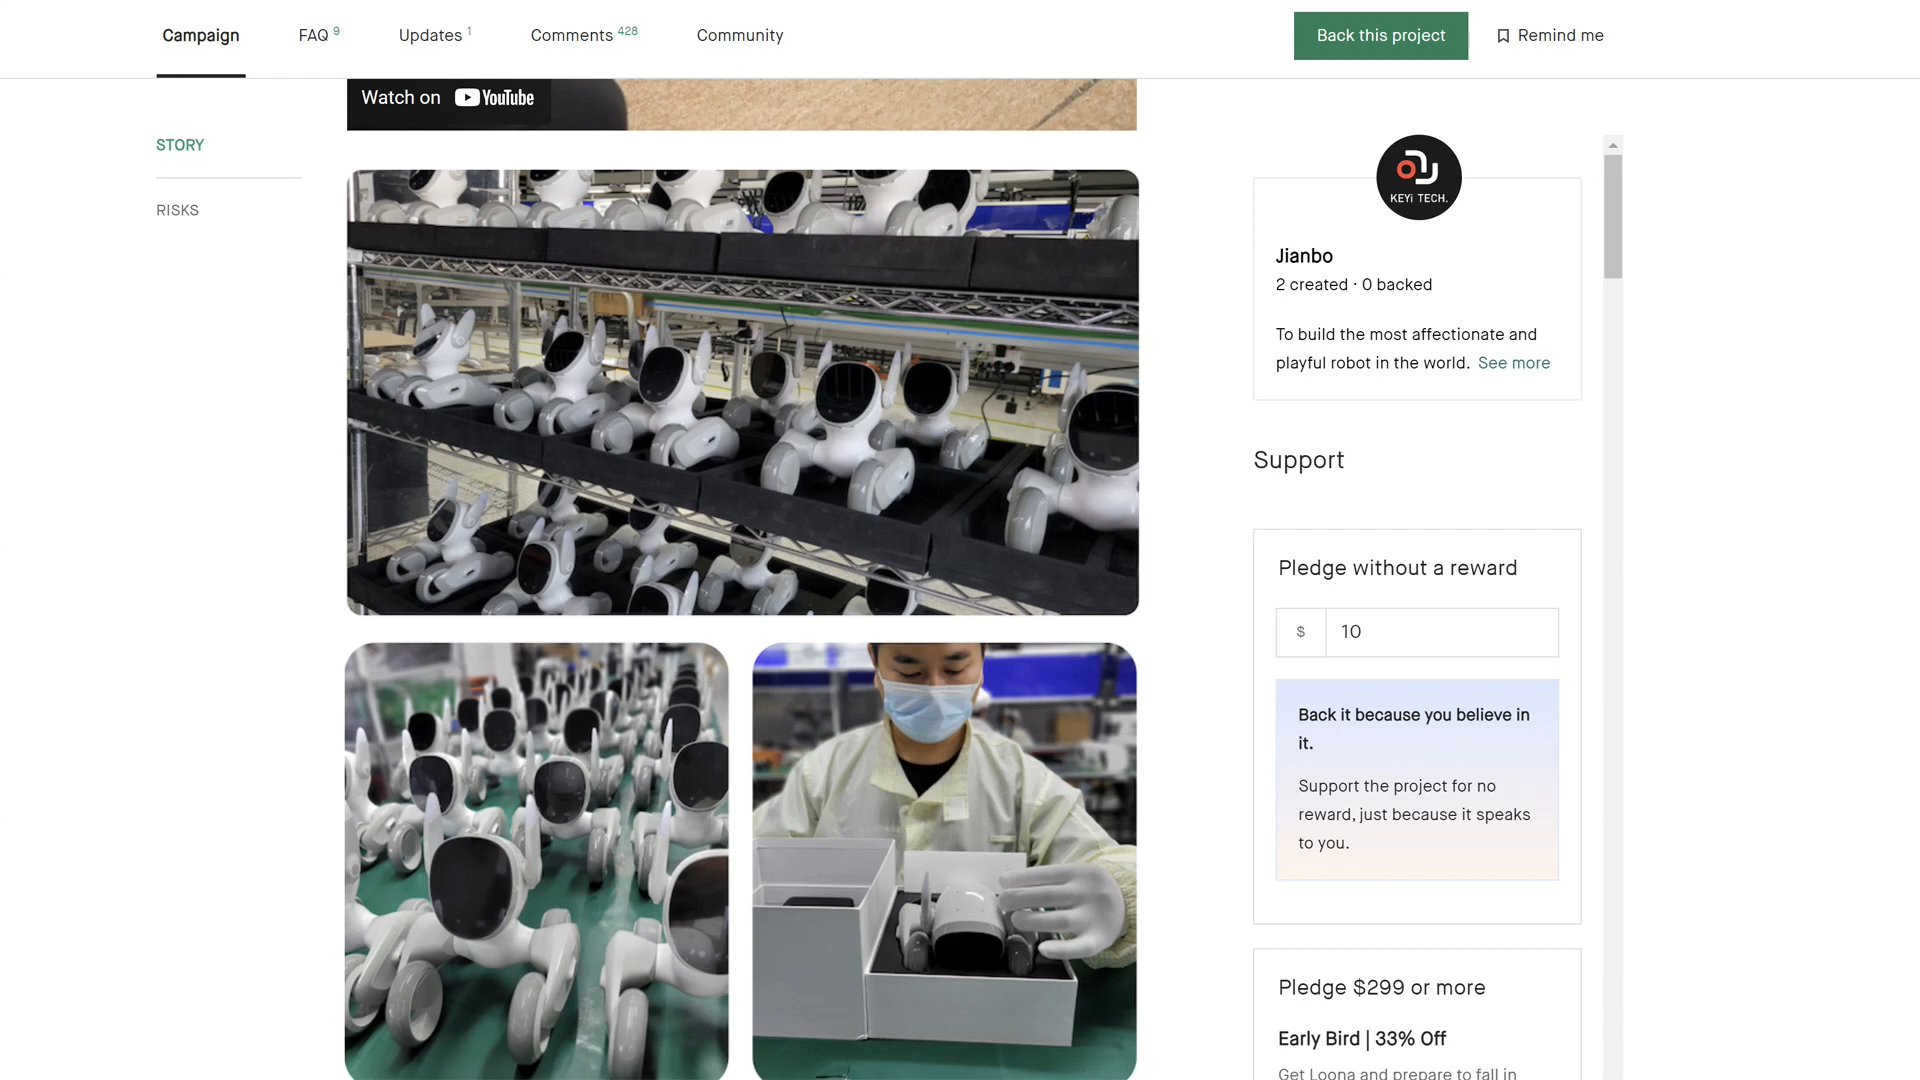 Campaign
FAQ 9
Updates 1
Comments 428
Community
Back this project
Remind me
Watch on YouTube
STORY
RISKS
KEYi TECH.
Jianbo
2 created · 0 backed
To build the most affectionate and
playful robot in the world. See more
Support
Pledge without a reward
$ 10
Back it because you believe in
it.
Support the project for no
reward, just because it speaks
to you.
Pledge $299 or more
Early Bird | 33% Off
Get Loona and prepare to fall in